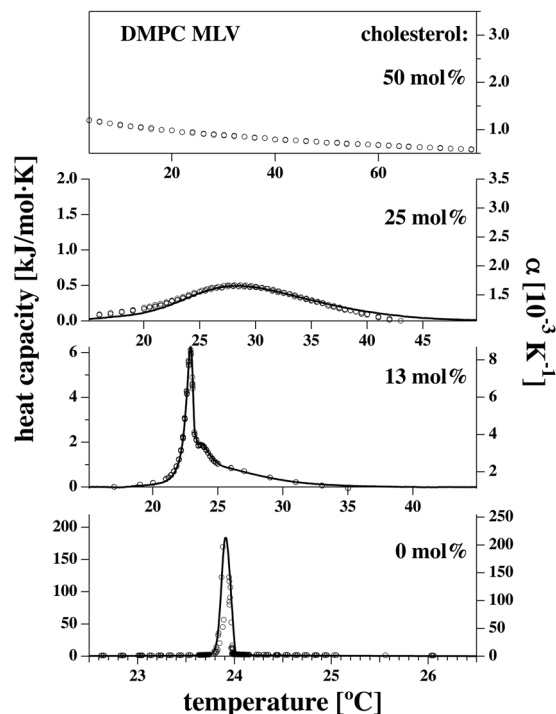 DMPC MLV cholesterol:
50 mol%
3.0
2.0
1.0
20 40 60
2.0
1.5
1.0
0.5
0.0
25 mol%
3.5
3.0
2.5
2.0
1.5
20 25 30 35 40 45
heat capacity [kJ/mol·K]
α [10⁻³ K⁻¹]
6
4
2
0
13 mol%
8
6
4
2
20 25 30 35 40
200
150
100
50
0
0 mol%
250
200
150
100
50
0
23 24 25 26
temperature [ºC]